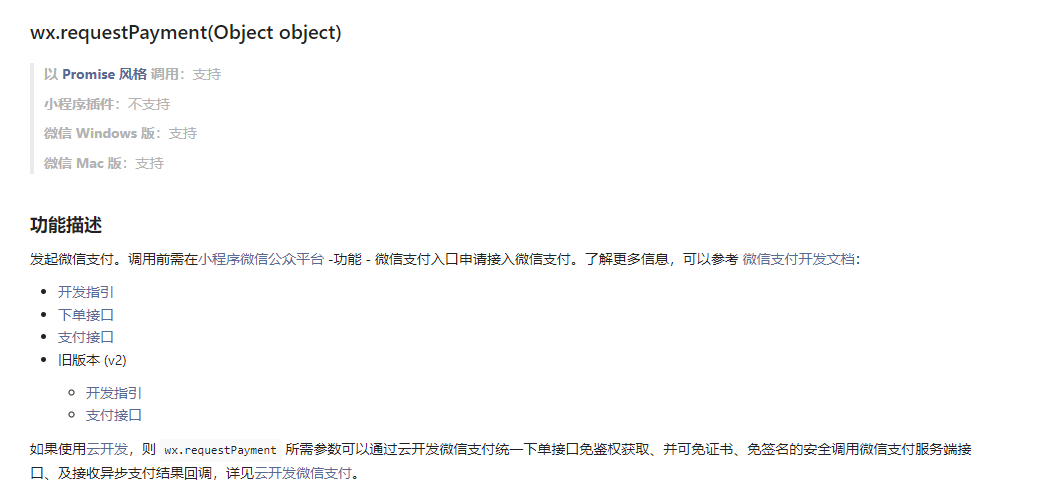 wx.requestPayment(Object object)
以 Promise 风格 调用：支持
小程序插件：不支持
微信 Windows 版：支持
微信 Mac 版：支持
功能描述
发起微信支付。调用前需在小程序微信公众平台 -功能 - 微信支付入口申请接入微信支付。了解更多信息，可以参考 微信支付开发文档：
开发指引
下单接口
支付接口
旧版本 (v2)
开发指引
支付接口
如果使用云开发，则 wx.requestPayment 所需参数可以通过云开发微信支付统一下单接口免鉴权获取、并可免证书、免签名的安全调用微信支付服务端接
口、及接收异步支付结果回调，详见云开发微信支付。